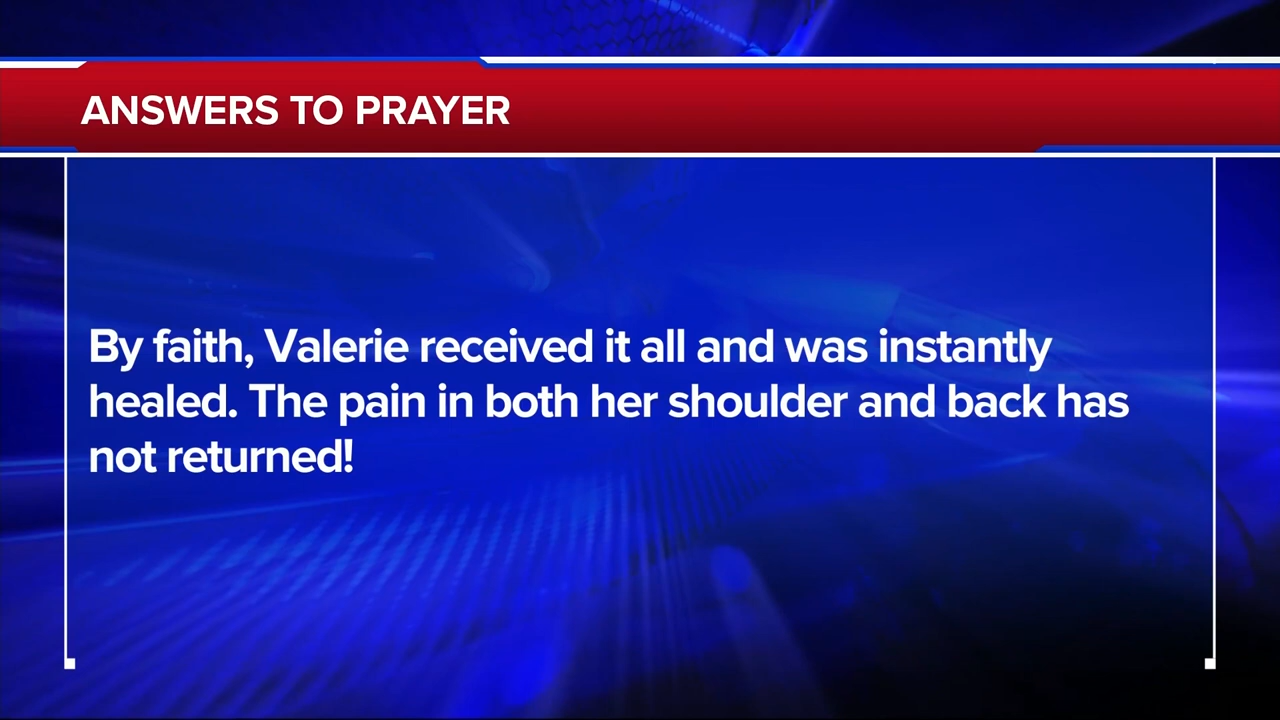 ANSWERS TO PRAYER
By faith, Valerie received it all and was instantly
healed. The pain in both her shoulder and back has
not returned!